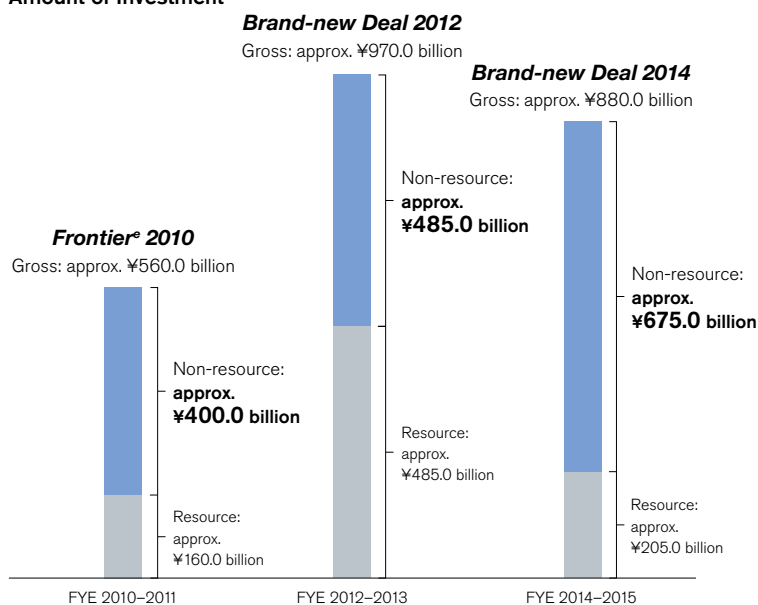 Amount of Investment
Brand-new Deal 2012
Gross: approx. ¥970.0 billion
Brand-new Deal 2014
Gross: approx. ¥880.0 billion
Non-resource:
approx.
¥485.0 billion
Frontierᵉ 2010
Gross: approx. ¥560.0 billion
Non-resource:
approx.
¥675.0 billion
Non-resource:
approx.
¥400.0 billion
Resource:
approx.
¥485.0 billion
Resource:
approx.
¥160.0 billion
Resource:
approx.
¥205.0 billion
FYE 2010–2011
FYE 2012–2013
FYE 2014–2015